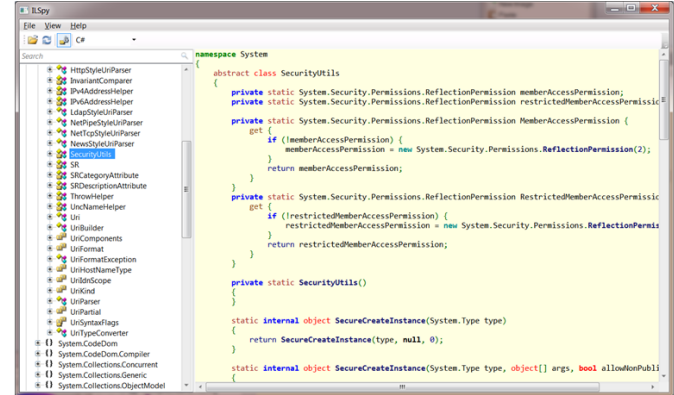 ILSpy
File View Help
C#
Search
HttpStyleUriParser
InvariantComparer
IPv4AddressHelper
IPv6AddressHelper
LdapStyleUriParser
NetPipeStyleUriParser
NetTcpStyleUriParser
NewsStyleUriParser
SecurityUtils
SR
SRCategoryAttribute
SRDescriptionAttribute
ThrowHelper
UncNameHelper
Uri
UriBuilder
UriComponents
UriFormat
UriFormatException
UriHostNameType
UriIdnScope
UriKind
UriParser
UriPartial
UriSyntaxFlags
UriTypeConverter
{} System.CodeDom
{} System.CodeDom.Compiler
{} System.Collections.Concurrent
{} System.Collections.Generic
{} System.Collections.ObjectModel
namespace System
{
abstract class SecurityUtils
{
private static System.Security.Permissions.ReflectionPermission memberAccessPermission;
private static System.Security.Permissions.ReflectionPermission restrictedMemberAccessPermissic
private static System.Security.Permissions.ReflectionPermission MemberAccessPermission {
get {
if (!memberAccessPermission) {
memberAccessPermission = new System.Security.Permissions.ReflectionPermission(2);
}
return memberAccessPermission;
}
}
private static System.Security.Permissions.ReflectionPermission RestrictedMemberAccessPermissic
get {
if (!restrictedMemberAccessPermission) {
restrictedMemberAccessPermission = new System.Security.Permissions.ReflectionPermis
}
return restrictedMemberAccessPermission;
}
}
private static SecurityUtils()
{
}
static internal object SecureCreateInstance(System.Type type)
{
return SecureCreateInstance(type, null, 0);
}
static internal object SecureCreateInstance(System.Type type, object[] args, bool allowNonPubli
{